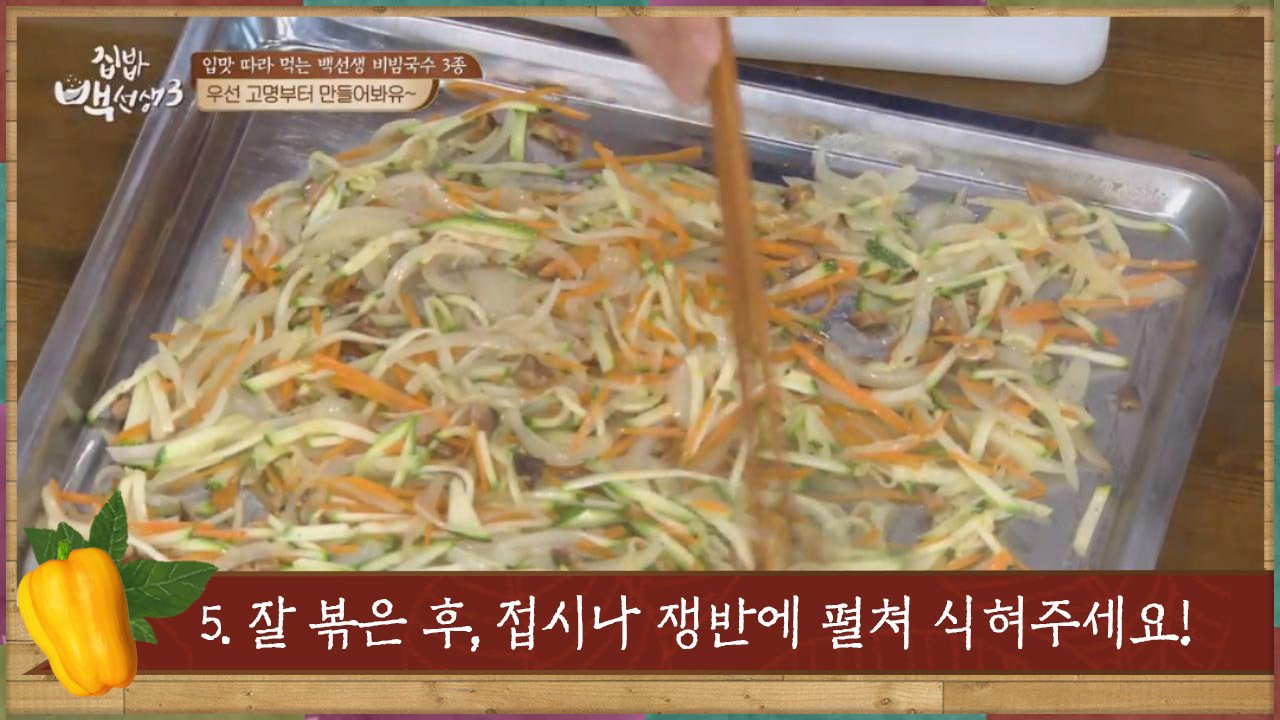 집밥
백선생3
입맛 따라 먹는 백선생 비빔국수 3종
우선 고명부터 만들어봐유~
5. 잘 볶은 후, 접시나 쟁반에 펼쳐 식혀주세요!